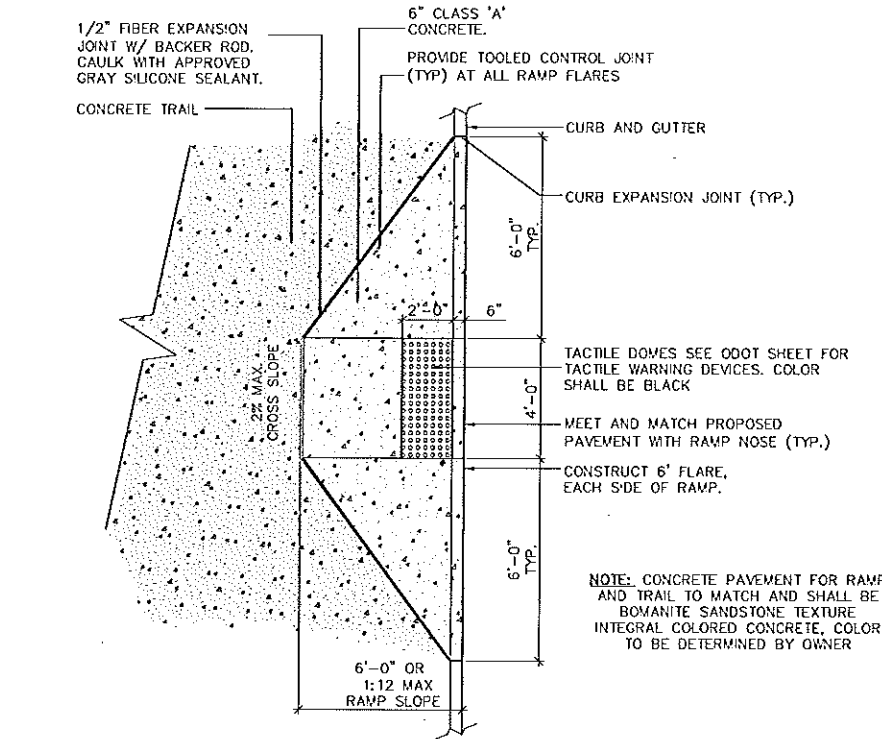 1/2" FIBER EXPANSION
JOINT W/ BACKER ROD.
CAULK WITH APPROVED
GRAY SILICONE SEALANT.
CONCRETE TRAIL
6" CLASS 'A'
CONCRETE.
PROVIDE TOOLED CONTROL JOINT
(TYP) AT ALL RAMP FLARES
CURB AND GUTTER
CURB EXPANSION JOINT (TYP.)
6'-0"
TYP.
2'-0"
6"
2% MAX.
CROSS SLOPE
4'-0"
TACTILE DOMES SEE ODOT SHEET FOR
TACTILE WARNING DEVICES. COLOR
SHALL BE BLACK
MEET AND MATCH PROPOSED
PAVEMENT WITH RAMP NOSE (TYP.)
CONSTRUCT 6' FLARE,
EACH SIDE OF RAMP.
6'-0"
TYP.
NOTE: CONCRETE PAVEMENT FOR RAMP
AND TRAIL TO MATCH AND SHALL BE
BOMANITE SANDSTONE TEXTURE
INTEGRAL COLORED CONCRETE, COLOR
TO BE DETERMINED BY OWNER
6'-0" OR
1:12 MAX
RAMP SLOPE